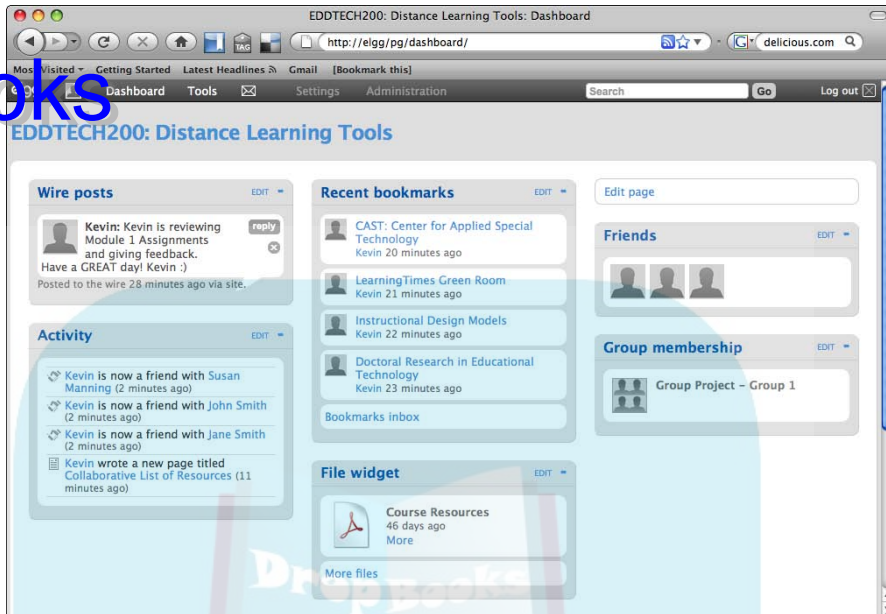 EDDTECH200: Distance Learning Tools: Dashboard
http://elgg/pg/dashboard/
delicious.com
Most Visited Getting Started Latest Headlines Gmail [Bookmark this]
Dashboard Tools Settings Administration Search Go Log out
oks
EDDTECH200: Distance Learning Tools
Wire posts EDIT
Kevin: Kevin is reviewing
Module 1 Assignments
and giving feedback.
Have a GREAT day! Kevin :)
reply
Posted to the wire 28 minutes ago via site.
Activity EDIT
Kevin is now a friend with Susan
Manning (2 minutes ago)
Kevin is now a friend with John Smith
(2 minutes ago)
Kevin is now a friend with Jane Smith
(2 minutes ago)
Kevin wrote a new page titled
Collaborative List of Resources (11
minutes ago)
Recent bookmarks EDIT
CAST: Center for Applied Special
Technology
Kevin 20 minutes ago
LearningTimes Green Room
Kevin 21 minutes ago
Instructional Design Models
Kevin 22 minutes ago
Doctoral Research in Educational
Technology
Kevin 23 minutes ago
Bookmarks inbox
File widget EDIT
Course Resources
46 days ago
More
More files
Edit page
Friends EDIT
Group membership EDIT
Group Project – Group 1
DropBooks